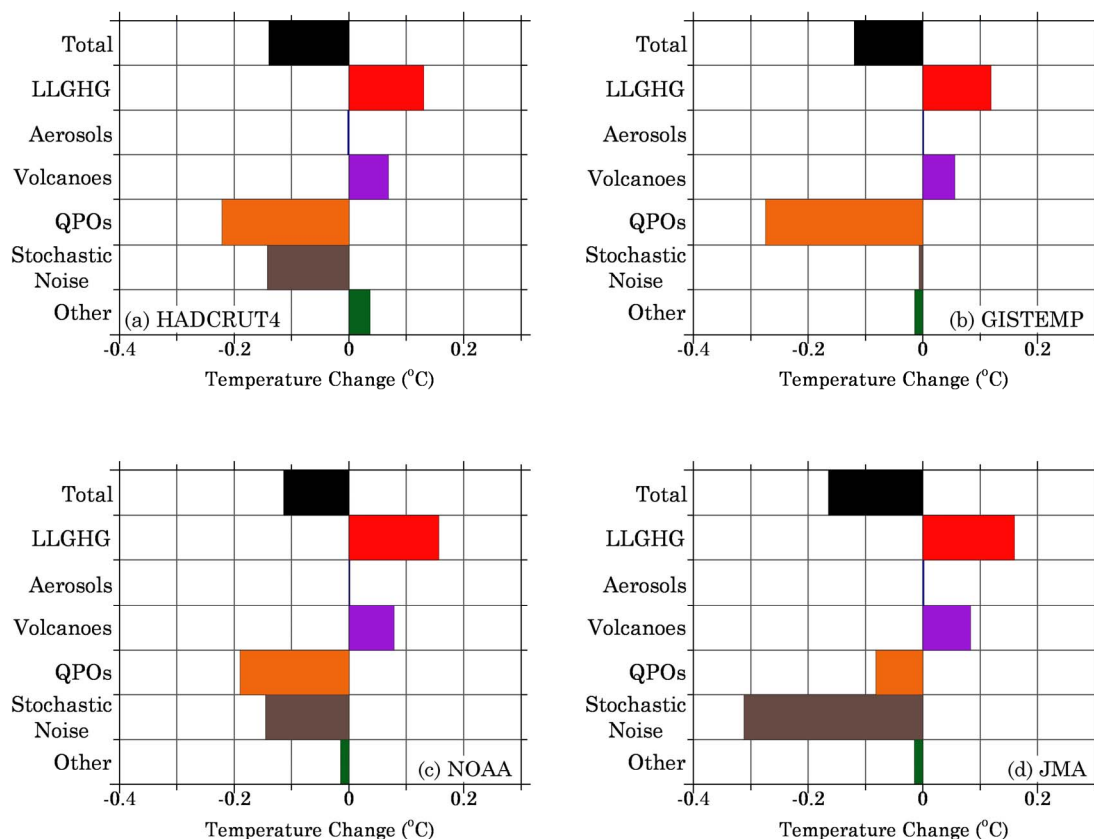 Total
LLGHG
Aerosols
Volcanoes
QPOs
Stochastic
Noise
Other
(a) HADCRUT4
-0.4 -0.2 0 0.2
Temperature Change (°C)
Total
LLGHG
Aerosols
Volcanoes
QPOs
Stochastic
Noise
Other
(b) GISTEMP
-0.4 -0.2 0 0.2
Temperature Change (°C)
Total
LLGHG
Aerosols
Volcanoes
QPOs
Stochastic
Noise
Other
(c) NOAA
-0.4 -0.2 0 0.2
Temperature Change (°C)
Total
LLGHG
Aerosols
Volcanoes
QPOs
Stochastic
Noise
Other
(d) JMA
-0.4 -0.2 0 0.2
Temperature Change (°C)